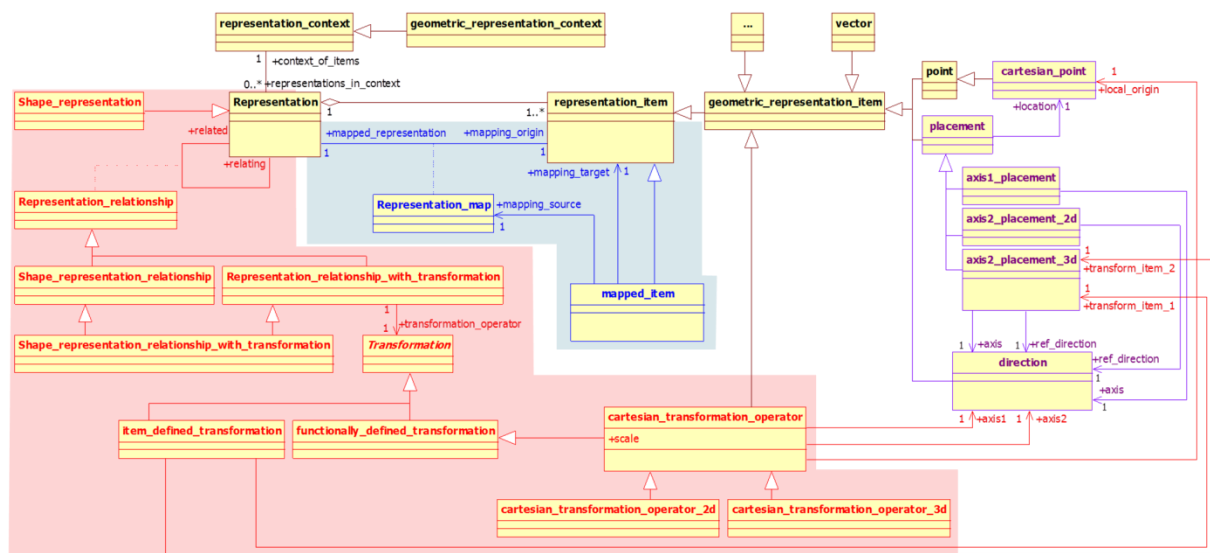 representation_context
geometric_representation_context
...
vector
1
+context_of_items
0..*
+representations_in_context
point
cartesian_point
1
+local_origin
Shape_representation
Representation
representation_item
geometric_representation_item
+location
1
1
1..*
placement
+related
+mapped_representation
+mapping_origin
1
1
+relating
+mapping_target
1
axis1_placement
Representation_relationship
Representation_map
+mapping_source
1
axis2_placement_2d
axis2_placement_3d
1
+transform_item_2
Shape_representation_relationship
Representation_relationship_with_transformation
mapped_item
1
+transform_item_1
1
1
+transformation_operator
Shape_representation_relationship_with_transformation
Transformation
1
+axis
1
+ref_direction
direction
+ref_direction
1
+axis
1
item_defined_transformation
functionally_defined_transformation
cartesian_transformation_operator
+scale
1
+axis1
1
+axis2
cartesian_transformation_operator_2d
cartesian_transformation_operator_3d